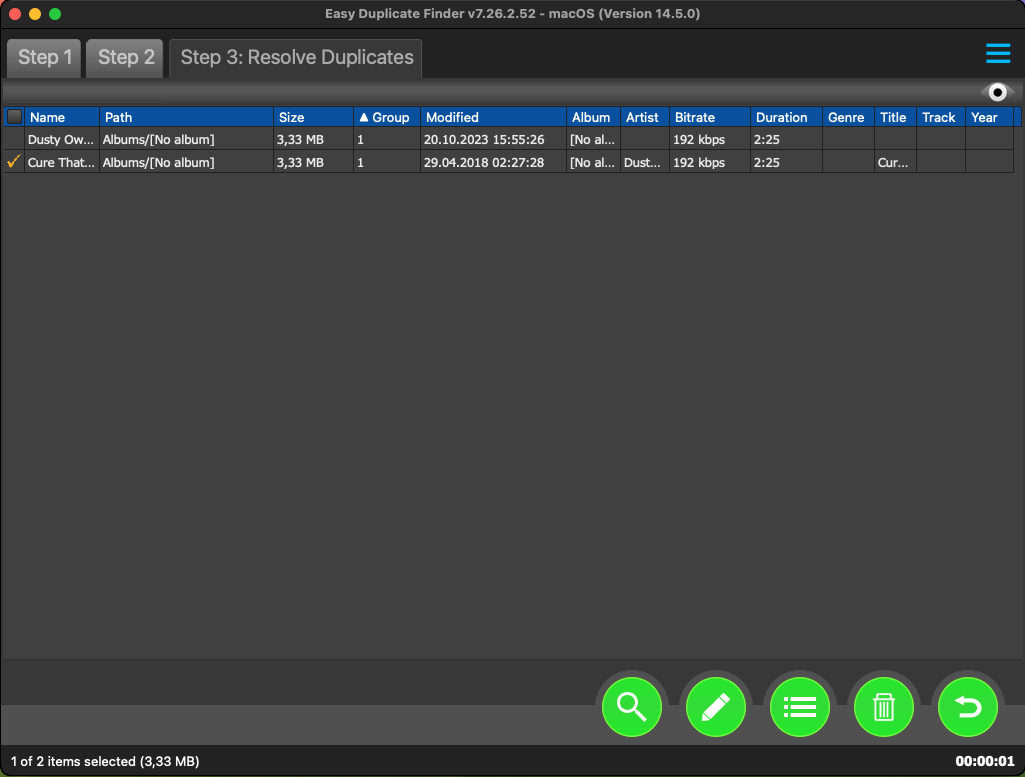 Easy Duplicate Finder v7.26.2.52 - macOS (Version 14.5.0)
Step 1 Step 2 Step 3: Resolve Duplicates
Name Path Size ▲ Group Modified Album Artist Bitrate Duration Genre Title Track Year
Dusty Ow... Albums/[No album] 3,33 MB 1 20.10.2023 15:55:26 [No al... 192 kbps 2:25
Cure That... Albums/[No album] 3,33 MB 1 29.04.2018 02:27:28 [No al... Dust... 192 kbps 2:25 Cur...
1 of 2 items selected (3,33 MB) 00:00:01